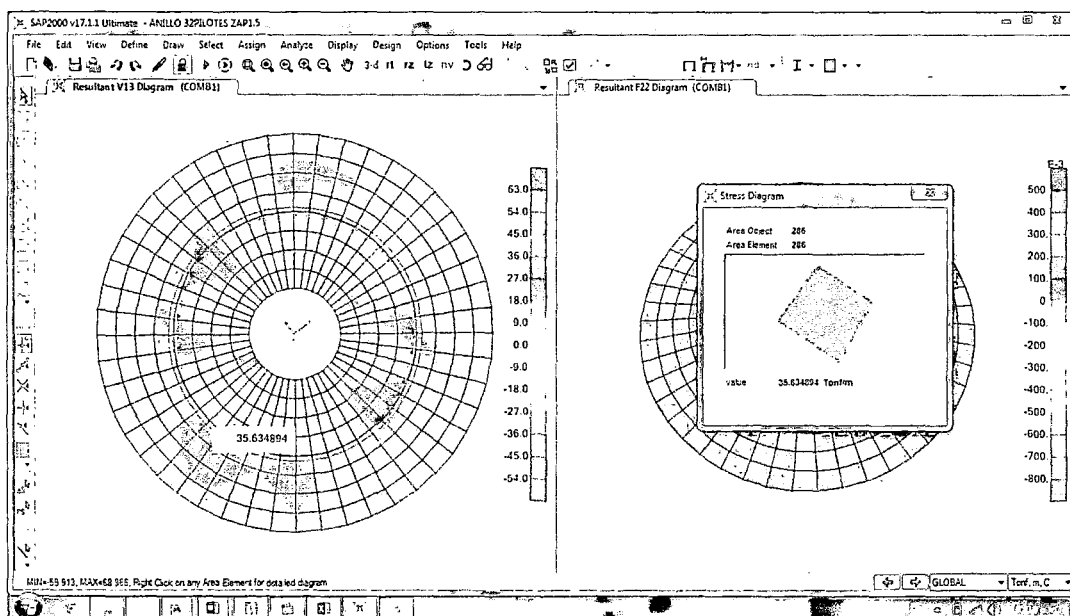 SAP2000 v17.1.1 Ultimate - ANILLO 32PILOTES ZAP1.5
File Edit View Define Draw Select Assign Analyze Display Design Options Tools Help
3-d nv nd
Resultant V13 Diagram (COMB1)
63.0
54.0
45.0
36.0
27.0
18.0
9.0
0.0
-9.0
-18.0
-27.0
-36.0
-45.0
-54.0
35.634894
Resultant F22 Diagram (COMB1)
E-3
500
400
300
200
100
0
-100
-200
-300.
-400.
-500.
-600.
-700.
-800.
Stress Diagram
Area Object 286
Area Element 286
value 35.634894 Tonf/m
Right Click on any Area Element for detailed diagram
GLOBAL
Tonf, m, C